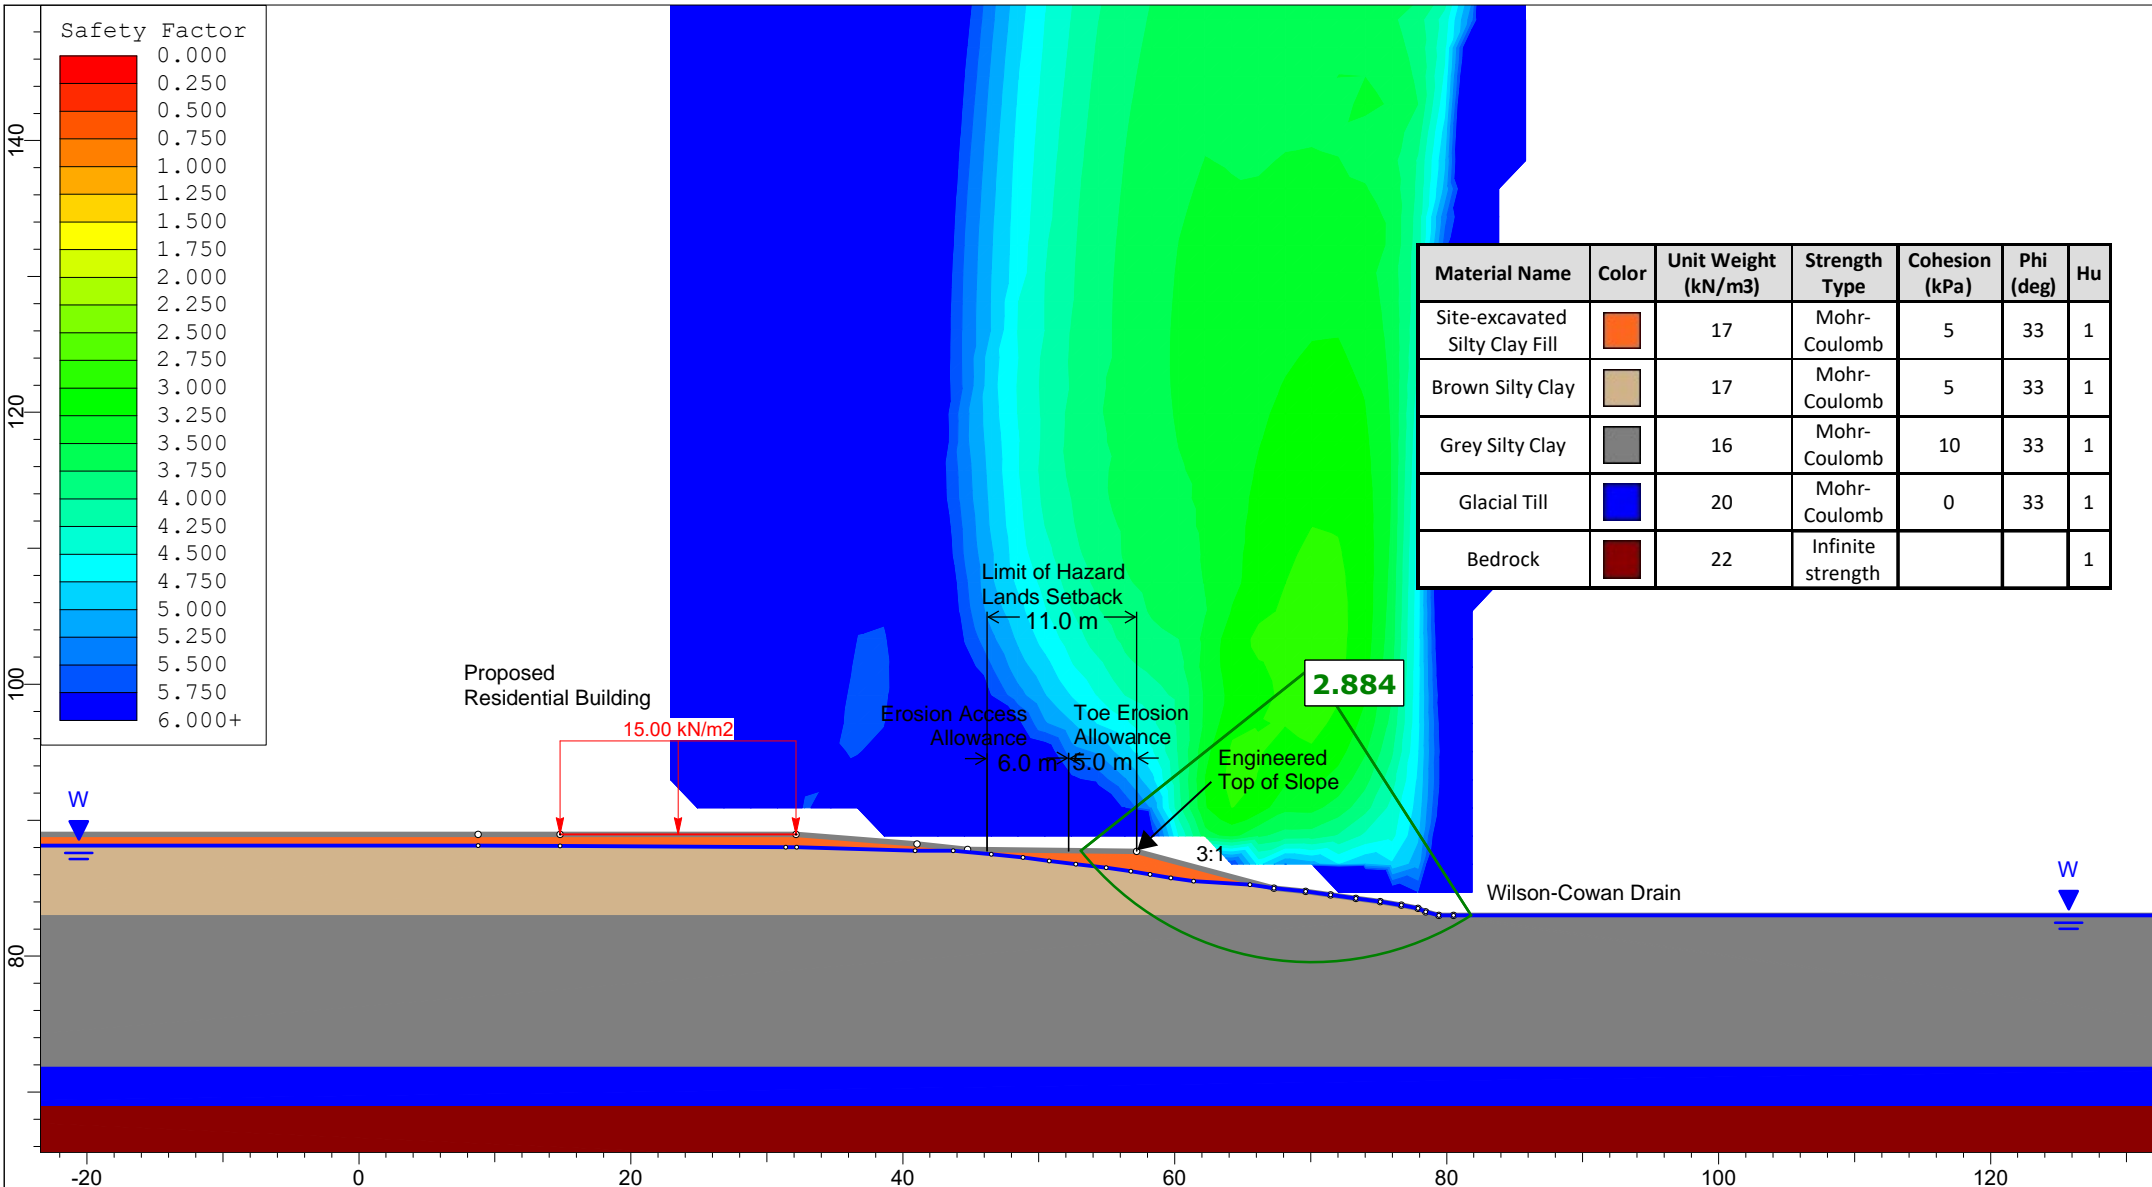 Safety Factor
0.000
0.250
0.500
0.750
1.000
1.250
1.500
1.750
2.000
2.250
2.500
2.750
3.000
3.250
3.500
3.750
4.000
4.250
4.500
4.750
5.000
5.250
5.500
5.750
6.000+
140
120
100
80
Material Name Color Unit Weight (kN/m3) Strength Type Cohesion (kPa) Phi (deg) Hu
Site-excavated Silty Clay Fill 17 Mohr-Coulomb 5 33 1
Brown Silty Clay 17 Mohr-Coulomb 5 33 1
Grey Silty Clay 16 Mohr-Coulomb 10 33 1
Glacial Till 20 Mohr-Coulomb 0 33 1
Bedrock 22 Infinite strength 1
Limit of Hazard
Lands Setback
11.0 m
Proposed
Residential Building
15.00 kN/m2
Erosion Access
Allowance
6.0 m
Toe Erosion
Allowance
5.0 m
2.884
Engineered
Top of Slope
3:1
W
W
Wilson-Cowan Drain
-20
0
20
40
60
80
100
120